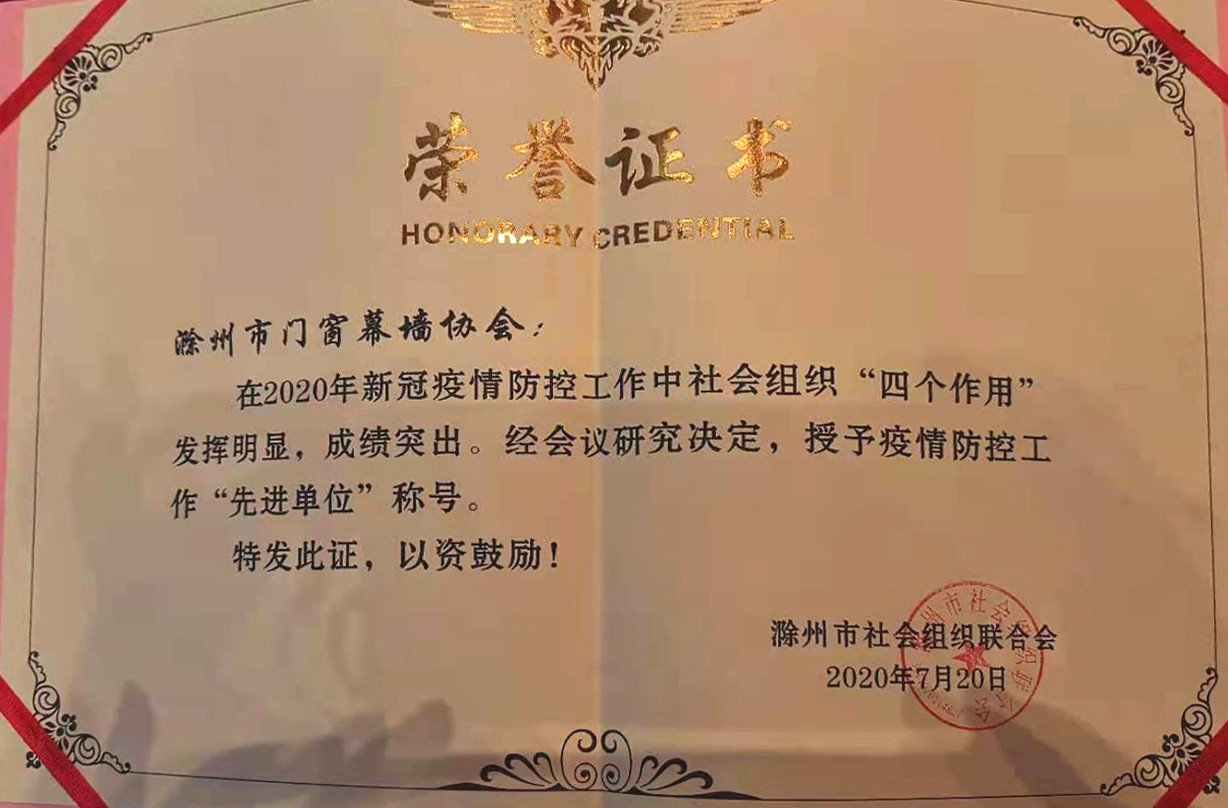 荣誉证书
HONORARY CREDENTIAL
滁州市门窗幕墙协会：
在2020年新冠疫情防控工作中社会组织“四个作用”
发挥明显，成绩突出。经会议研究决定，授予疫情防控工
作“先进单位”称号。
特发此证，以资鼓励！
滁州市社会组织联合会
2020年7月20日